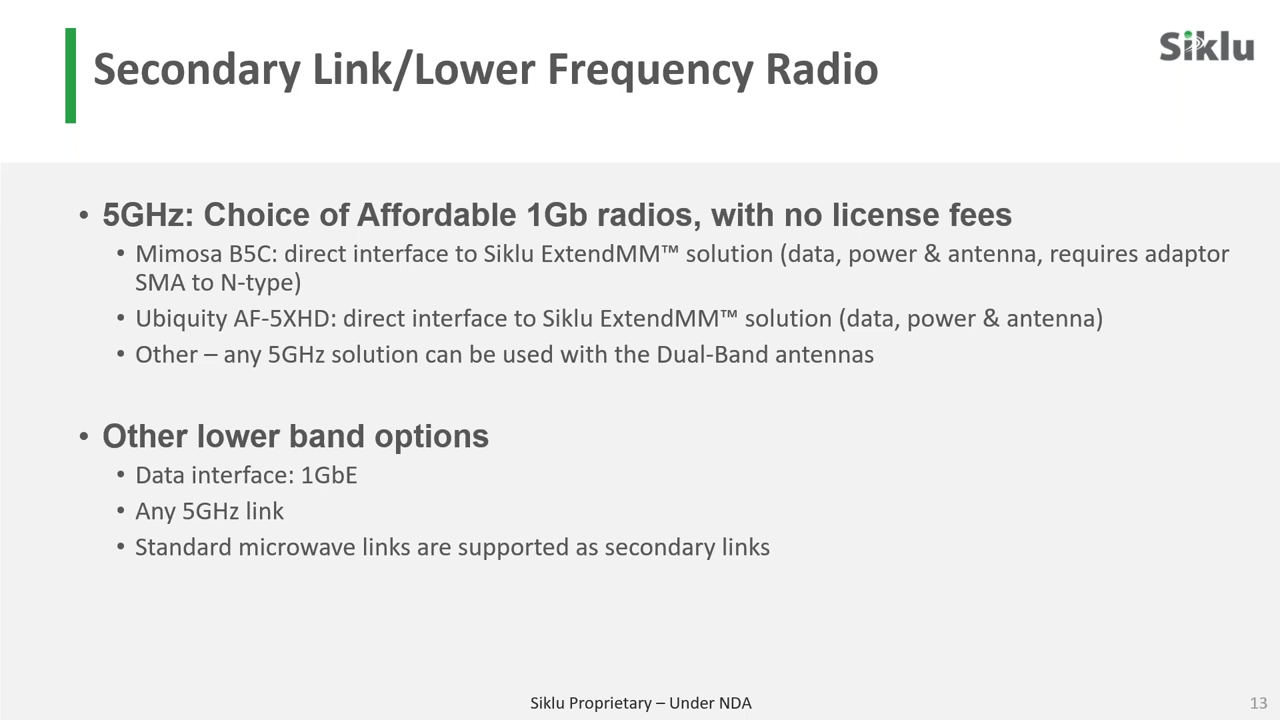 Secondary Link/Lower Frequency Radio
Siklu
• 5GHz: Choice of Affordable 1Gb radios, with no license fees
• Mimosa B5C: direct interface to Siklu ExtendMM™ solution (data, power & antenna, requires adaptor
SMA to N-type)
• Ubiquity AF-5XHD: direct interface to Siklu ExtendMM™ solution (data, power & antenna)
• Other – any 5GHz solution can be used with the Dual-Band antennas
• Other lower band options
• Data interface: 1GbE
• Any 5GHz link
• Standard microwave links are supported as secondary links
Siklu Proprietary – Under NDA
13